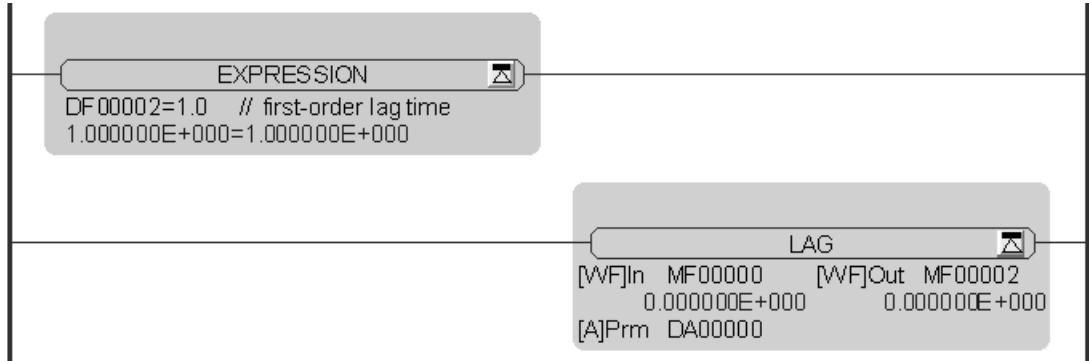 EXPRESSION
DF00002=1.0 // first-order lag time
1.000000E+000=1.000000E+000
LAG
[WF]In MF00000 [WF]Out MF00002
0.000000E+000 0.000000E+000
[A]Prm DA00000